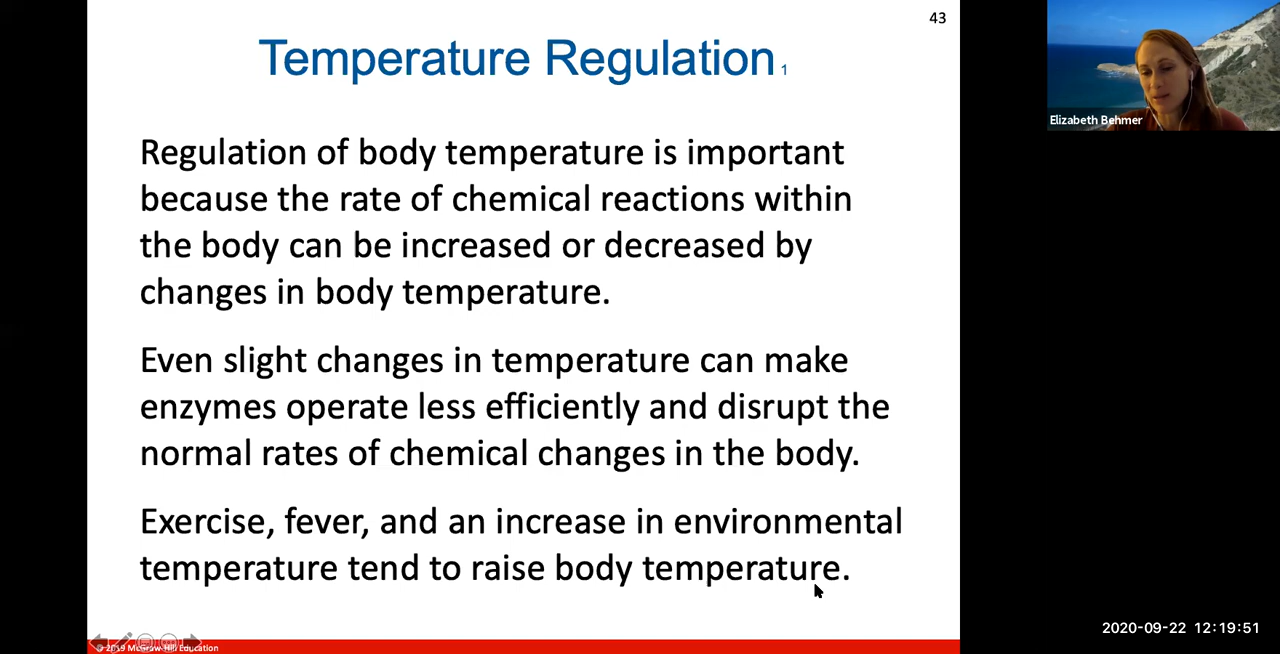 43
Temperature Regulation 1
Elizabeth Behmer
Regulation of body temperature is important
because the rate of chemical reactions within
the body can be increased or decreased by
changes in body temperature.
Even slight changes in temperature can make
enzymes operate less efficiently and disrupt the
normal rates of chemical changes in the body.
Exercise, fever, and an increase in environmental
temperature tend to raise body temperature.
2020-09-22 12:19:51
© 2019 McGraw-Hill Education